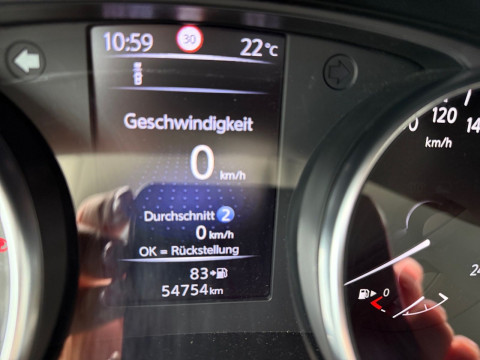 10:59 30 22°C
Geschwindigkeit
0 km/h
Durchschnitt 2
0 km/h
OK = Rückstellung
83
54754 km
120
km/h
0